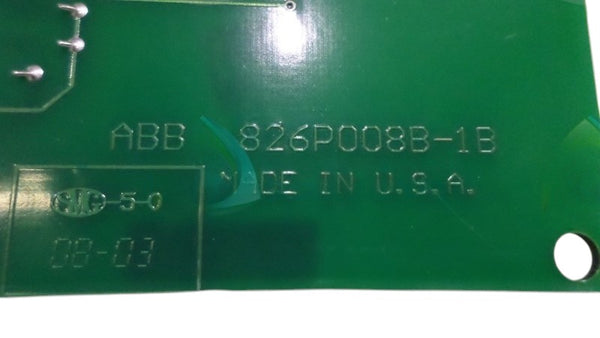 ABB 826P008B-1B
MADE IN U.S.A.
-5-0
08-03